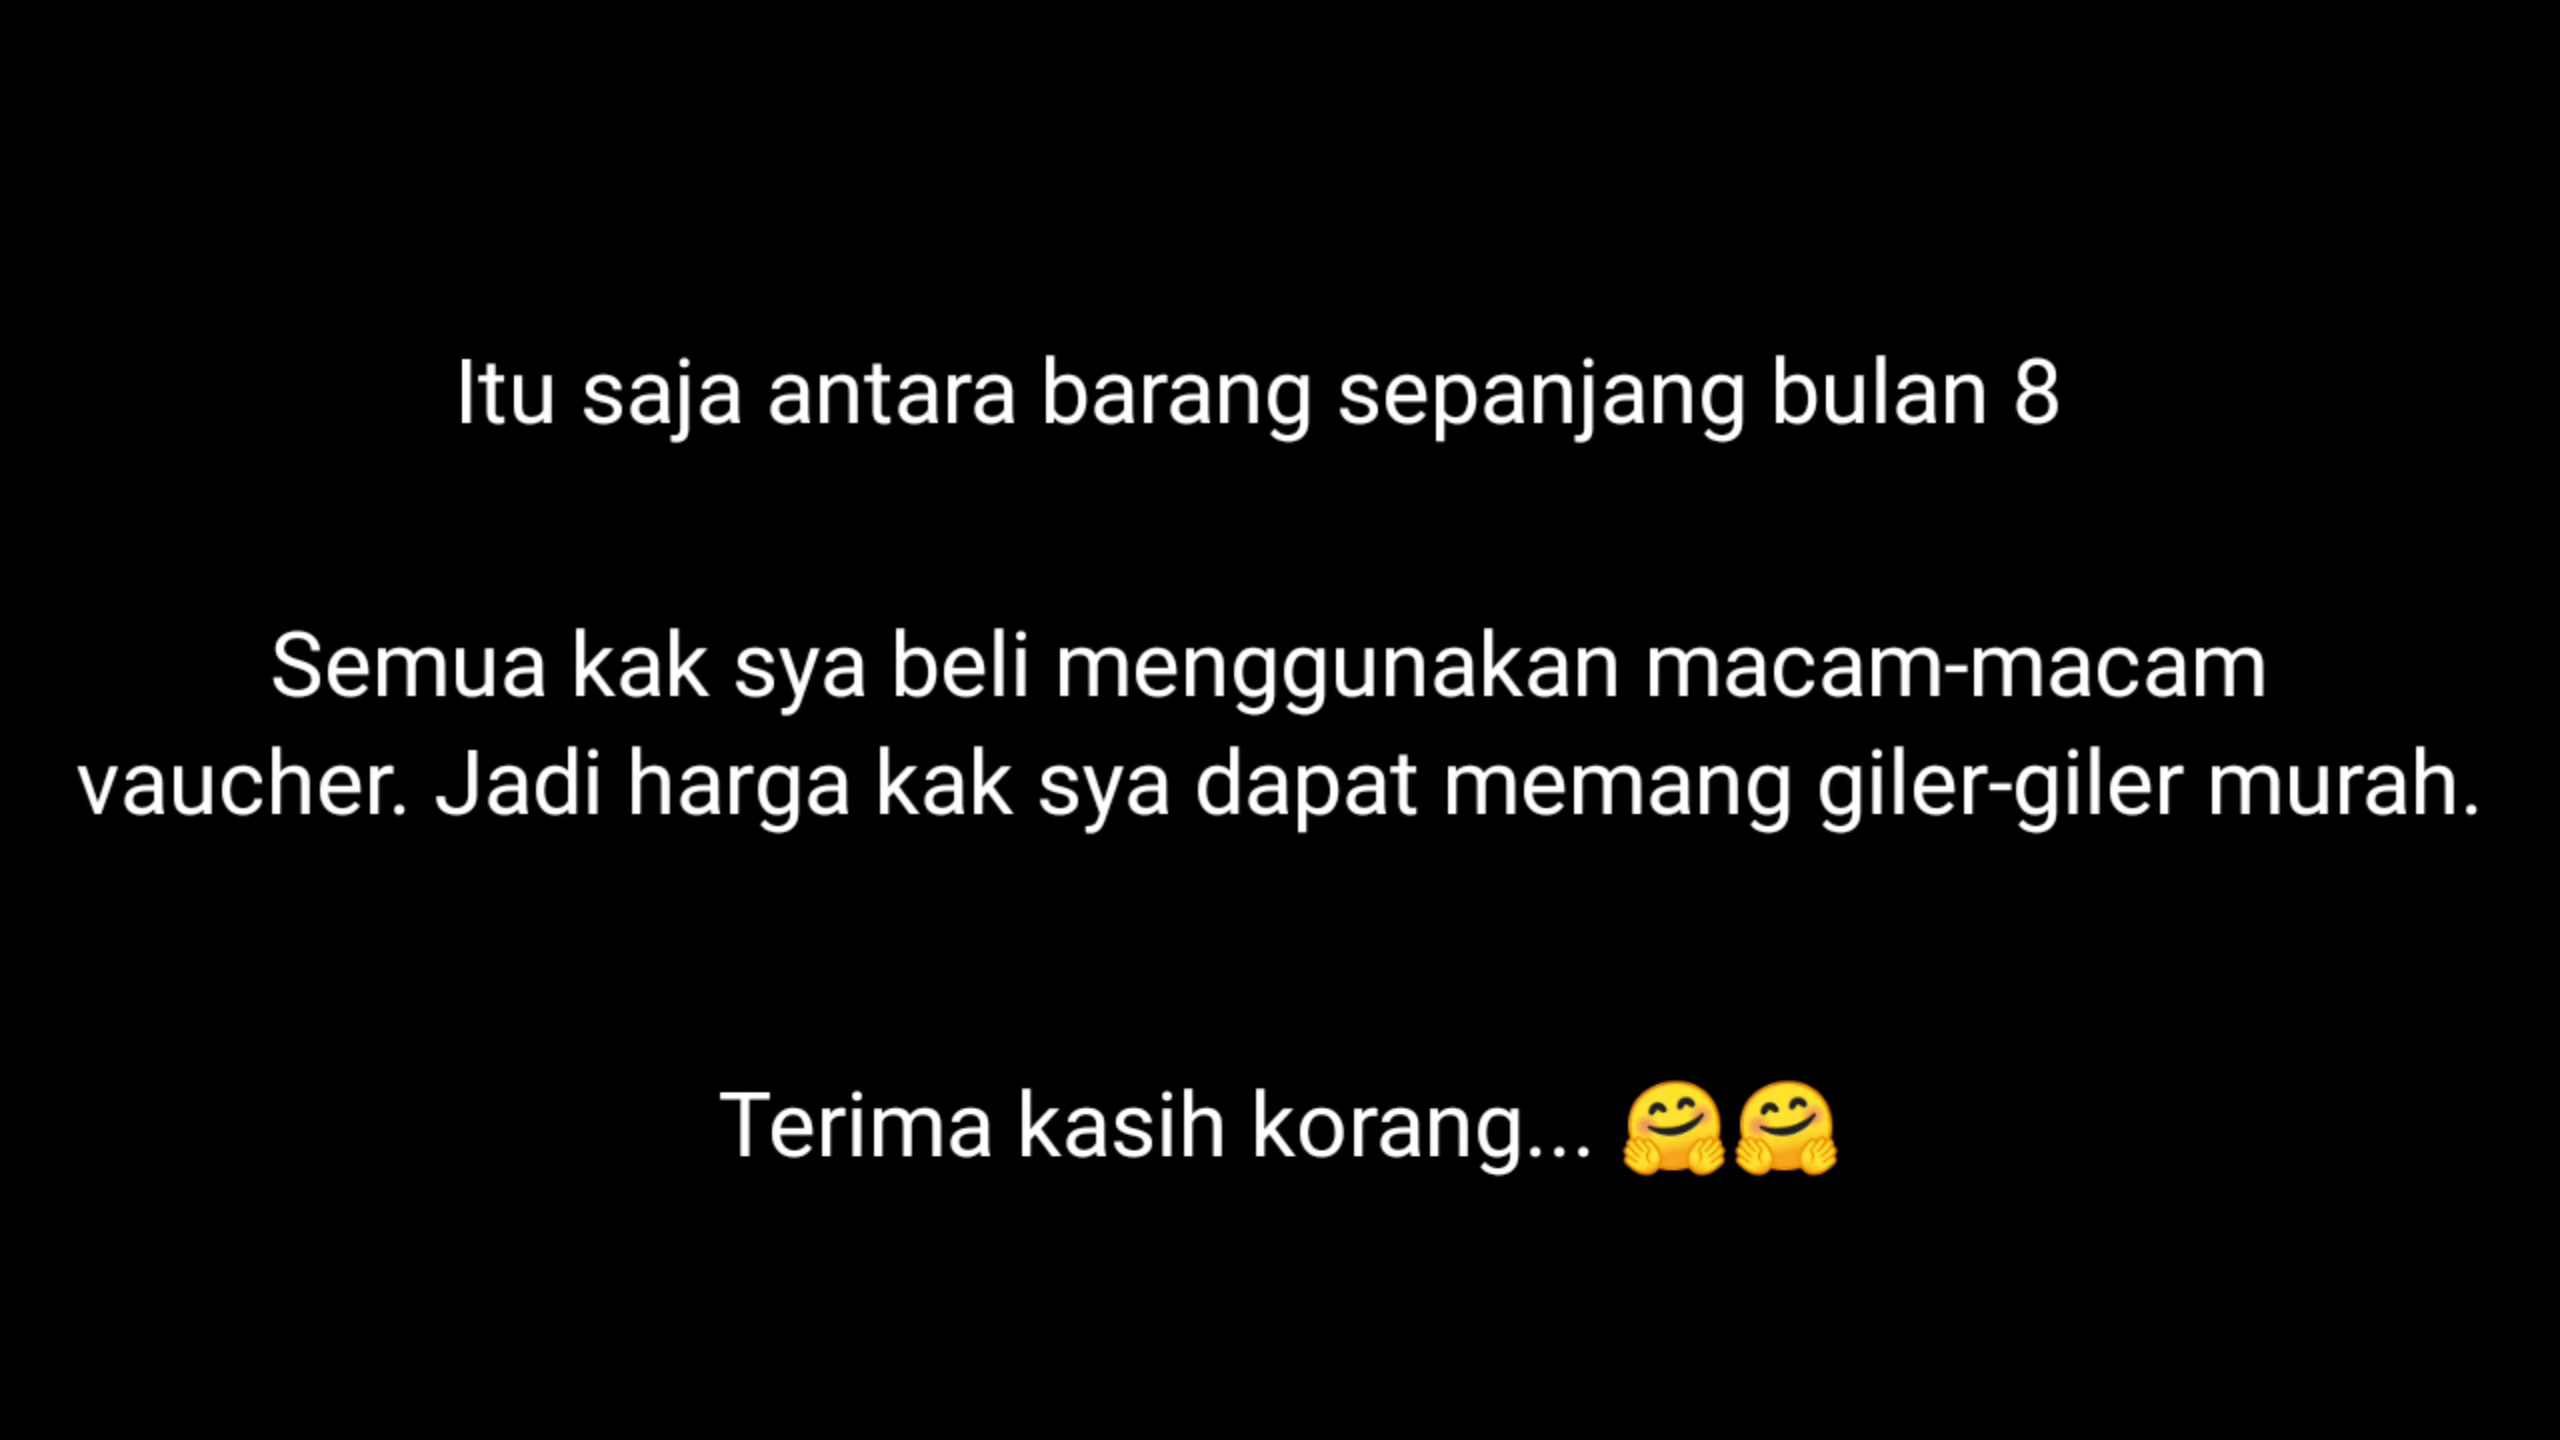 Itu saja antara barang sepanjang bulan 8
Semua kak sya beli menggunakan macam-macam
vaucher. Jadi harga kak sya dapat memang giler-giler murah.
Terima kasih korang... 🤗🤗